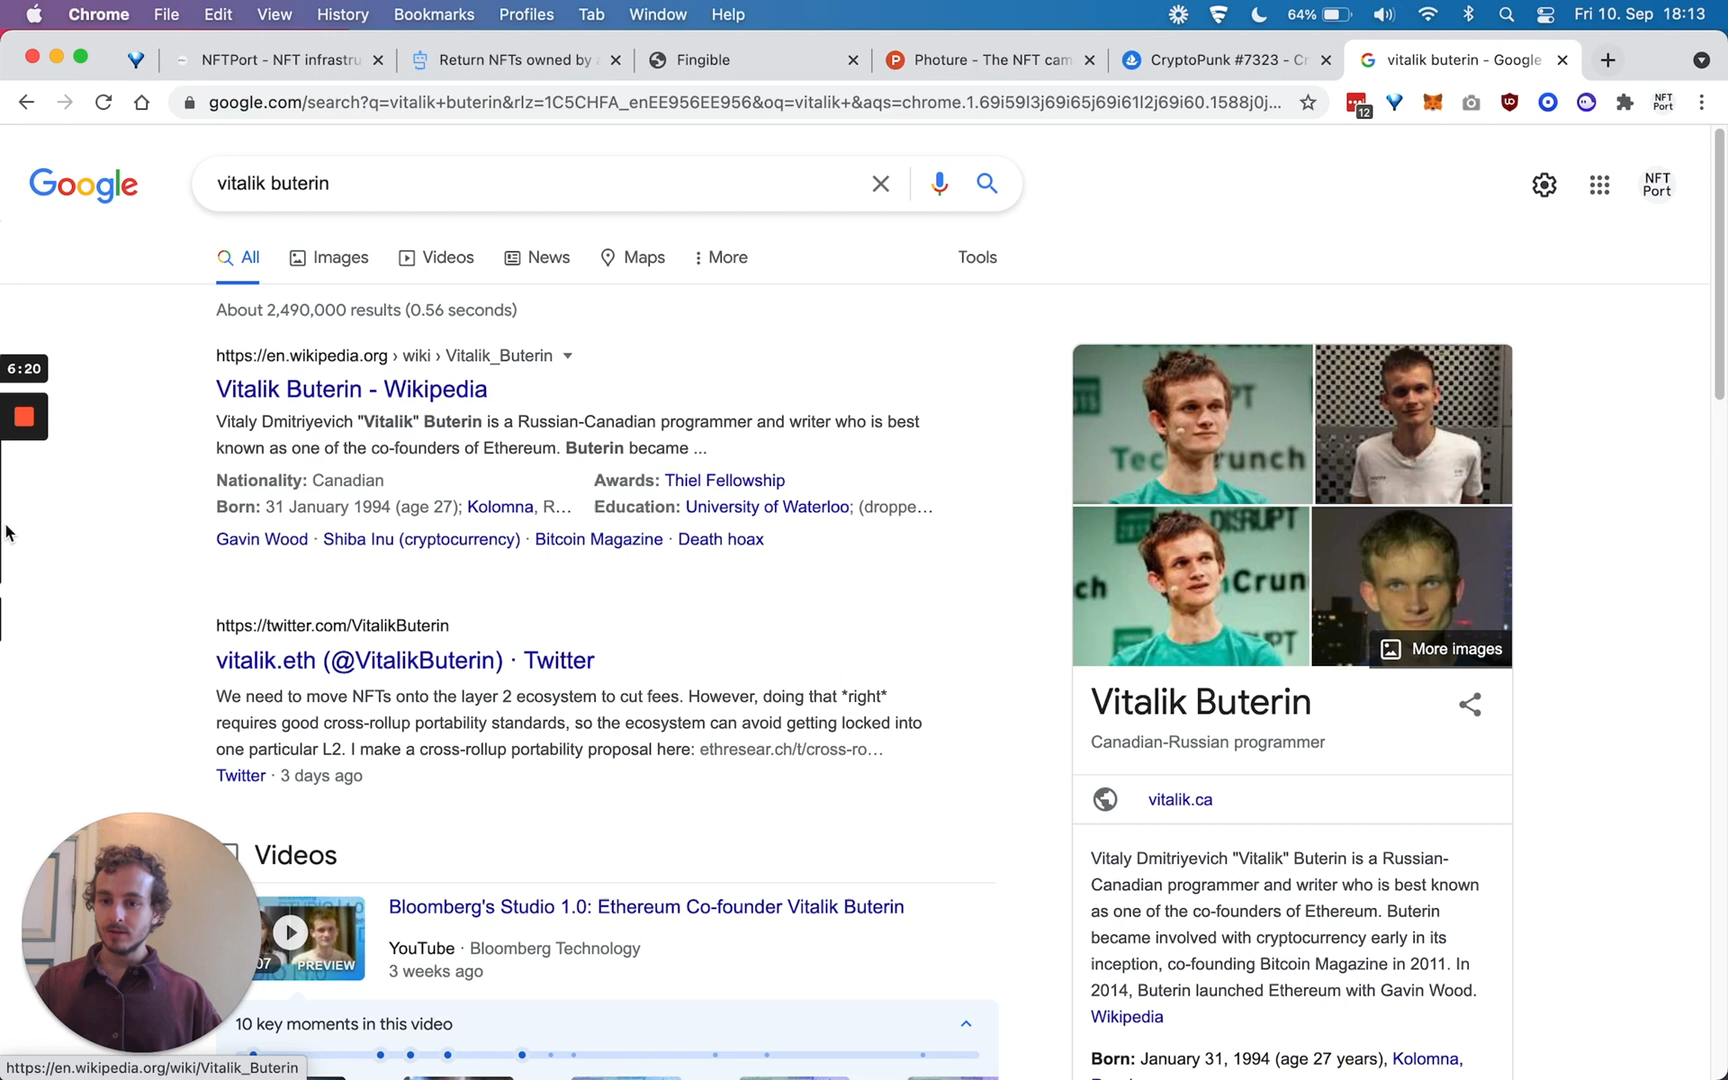 Chrome File Edit View History Bookmarks Profiles Tab Window Help 64% Fri 10. Sep 18:13
NFTPort - NFT infrastru Return NFTs owned by a Fingible P Photure - The NFT cam CryptoPunk #7323 - Cr vitalik buterin - Google
google.com/search?q=vitalik+buterin&rlz=1C5CHFA_enEE956EE956&oq=vitalik+&aqs=chrome.1.69i59l3j69i65j69i61l2j69i60.1588j0j... 12 NFT Port
Google
vitalik buterin
NFT
Port
All Images Videos News Maps More Tools
About 2,490,000 results (0.56 seconds)
https://en.wikipedia.org › wiki › Vitalik_Buterin
6:20
Vitalik Buterin - Wikipedia
Vitaly Dmitriyevich "Vitalik" Buterin is a Russian-Canadian programmer and writer who is best
known as one of the co-founders of Ethereum. Buterin became ...
Nationality: Canadian Awards: Thiel Fellowship
Born: 31 January 1994 (age 27); Kolomna, R... Education: University of Waterloo; (droppe...
Gavin Wood · Shiba Inu (cryptocurrency) · Bitcoin Magazine · Death hoax
https://twitter.com/VitalikButerin
vitalik.eth (@VitalikButerin) · Twitter
We need to move NFTs onto the layer 2 ecosystem to cut fees. However, doing that *right*
requires good cross-rollup portability standards, so the ecosystem can avoid getting locked into
one particular L2. I make a cross-rollup portability proposal here: ethresear.ch/t/cross-ro...
Twitter · 3 days ago
Videos
Bloomberg's Studio 1.0: Ethereum Co-founder Vitalik Buterin
YouTube · Bloomberg Technology
3 weeks ago
07 PREVIEW
10 key moments in this video
https://en.wikipedia.org/wiki/Vitalik_Buterin
More images
Vitalik Buterin
Canadian-Russian programmer
vitalik.ca
Vitaly Dmitriyevich "Vitalik" Buterin is a Russian-
Canadian programmer and writer who is best known
as one of the co-founders of Ethereum. Buterin
became involved with cryptocurrency early in its
inception, co-founding Bitcoin Magazine in 2011. In
2014, Buterin launched Ethereum with Gavin Wood.
Wikipedia
Born: January 31, 1994 (age 27 years), Kolomna,